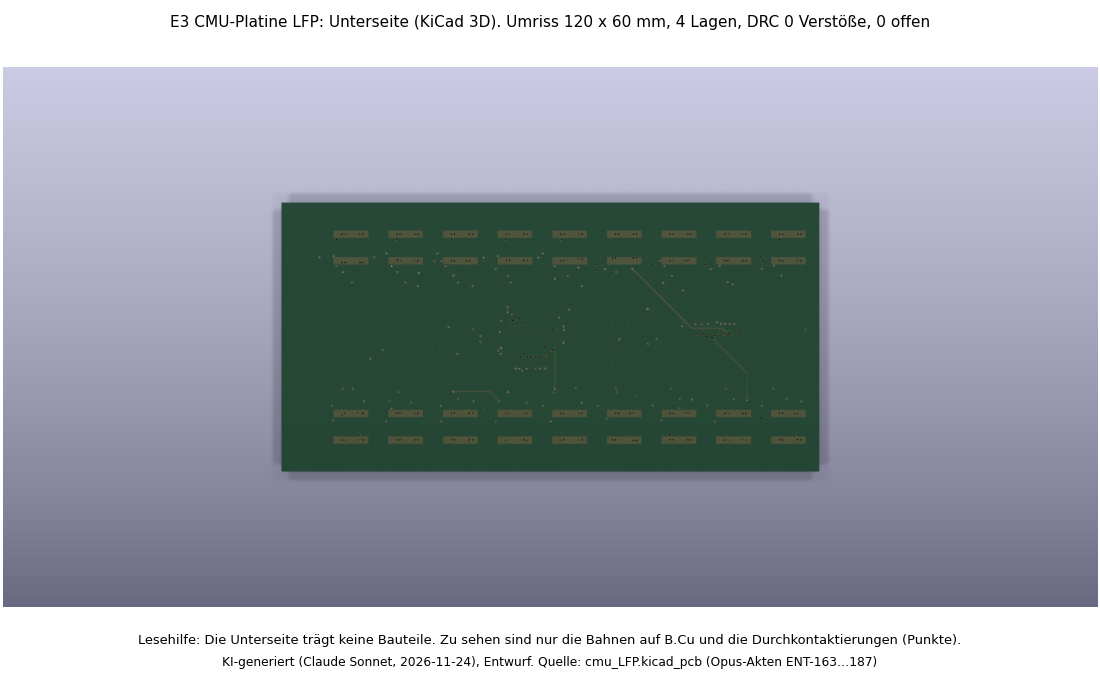 E3 CMU-Platine LFP: Unterseite (KiCad 3D). Umriss 120 x 60 mm, 4 Lagen, DRC 0 Verstöße, 0 offen
Lesehilfe: Die Unterseite trägt keine Bauteile. Zu sehen sind nur die Bahnen auf B.Cu und die Durchkontaktierungen (Punkte).
KI-generiert (Claude Sonnet, 2026-11-24), Entwurf. Quelle: cmu_LFP.kicad_pcb (Opus-Akten ENT-163…187)